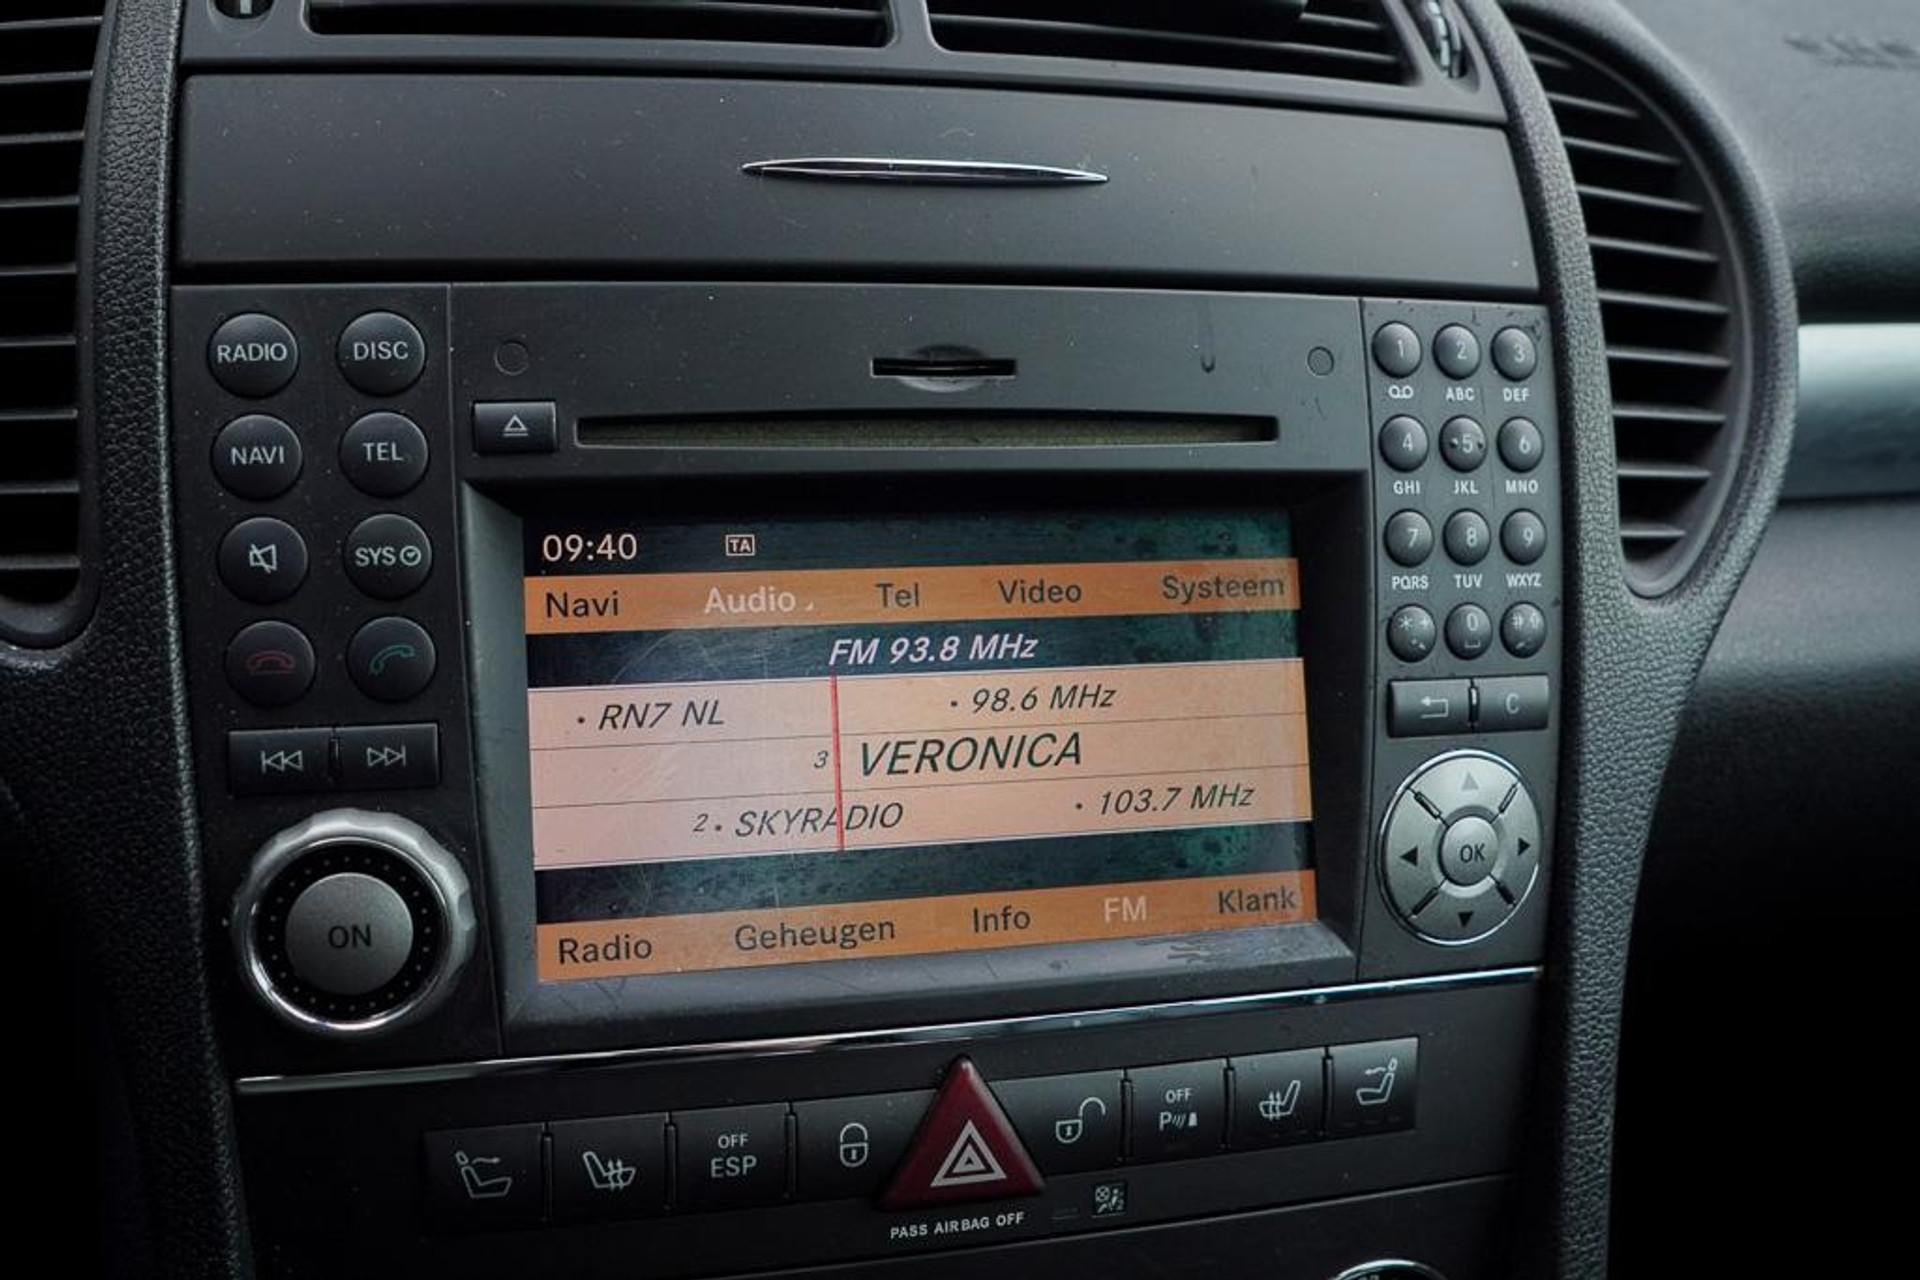 RADIO DISC
NAVI TEL
SYS
ON
09:40 TA
Navi Audio Tel Video Systeem
FM 93.8 MHz
· RN7 NL · 98.6 MHz
3 VERONICA
2 · SKYRADIO · 103.7 MHz
Radio Geheugen Info FM Klank
1 2 3
ABC DEF
4 5 6
GHI JKL MNO
7 8 9
PQRS TUV WXYZ
* 0 #
C
OK
OFF
ESP
OFF
P
PASS AIRBAG OFF